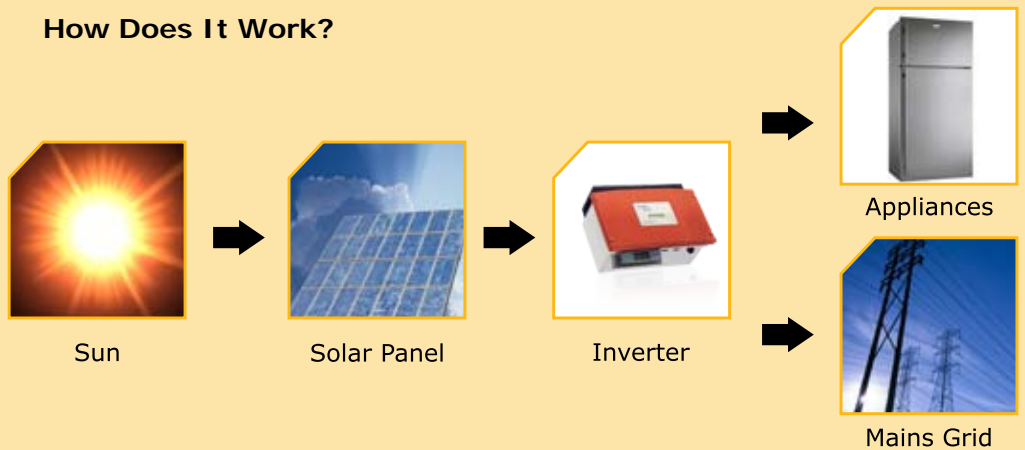 How Does It Work?
Appliances
Sun
Solar Panel
Inverter
Mains Grid